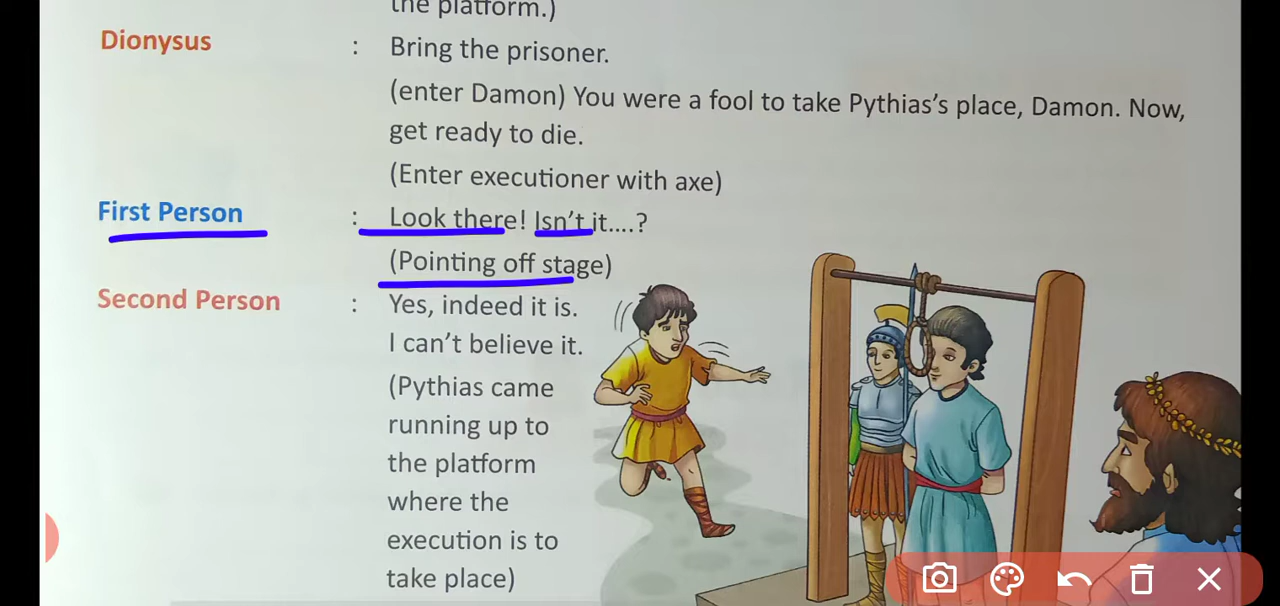 the platform.)
Dionysus : Bring the prisoner.
(enter Damon) You were a fool to take Pythias's place, Damon. Now,
get ready to die.
(Enter executioner with axe)
First Person : Look there! Isn't it....?
(Pointing off stage)
Second Person : Yes, indeed it is.
I can't believe it.
(Pythias came
running up to
the platform
where the
execution is to
take place)